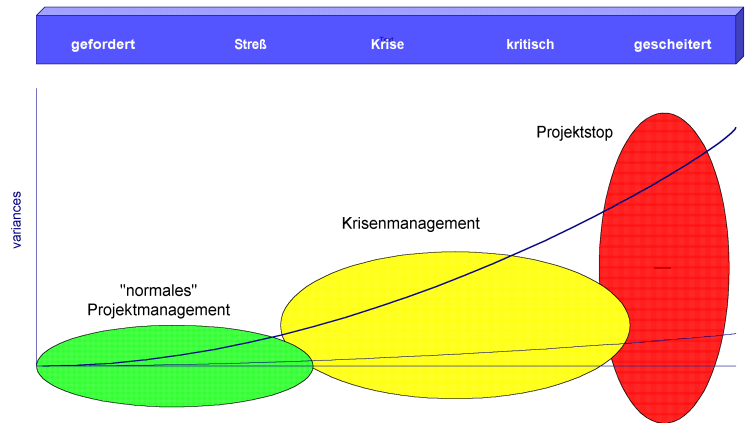 gefordert Streß Krise kritisch gescheitert
Projektstop
Krisenmanagement
"normales"
Projektmanagement
variances